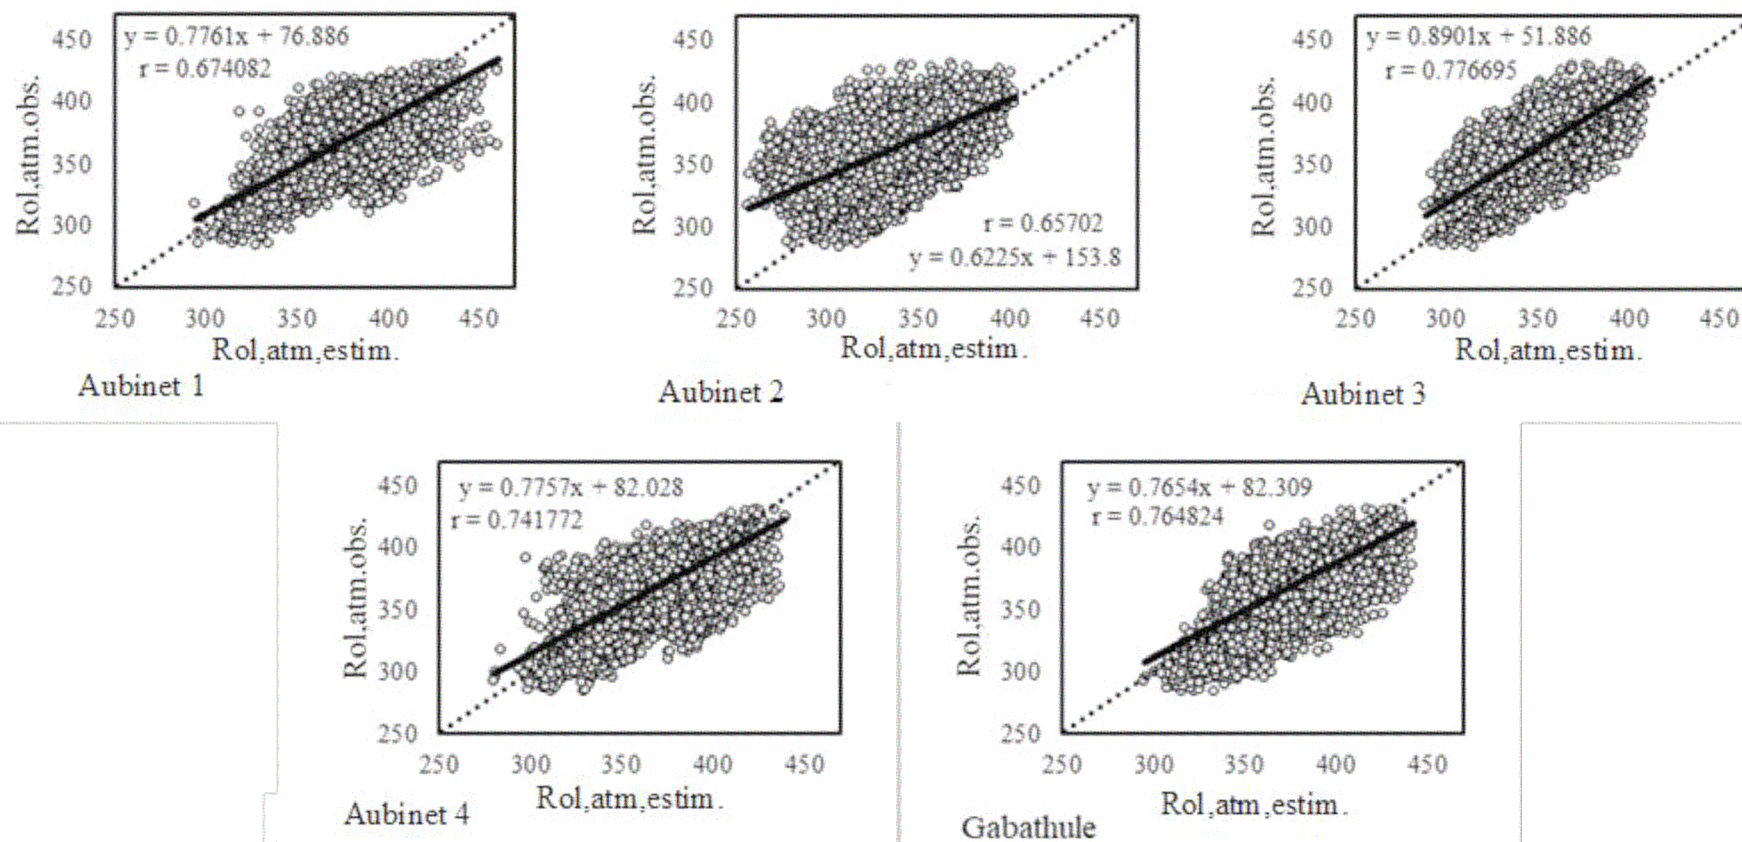 y = 0.7761x + 76.886
r = 0.674082
450
400
350
300
250
Rol,atm.obs.
250 300 350 400 450
Rol,atm,estim.
Aubinet 1
450
400
350
300
250
Rol,atm.obs.
r = 0.65702
y = 0.6225x + 153.8
250 300 350 400 450
Rol,atm,estim.
Aubinet 2
y = 0.8901x + 51.886
r = 0.776695
450
400
350
300
250
Rol,atm.obs.
250 300 350 400 450
Rol,atm,estim.
Aubinet 3
y = 0.7757x + 82.028
r = 0.741772
450
400
350
300
250
Rol,atm.obs.
250 300 350 400 450
Rol,atm,estim.
Aubinet 4
y = 0.7654x + 82.309
r = 0.764824
450
400
350
300
250
Rol,atm.obs.
250 300 350 400 450
Rol,atm,estim.
Gabathule